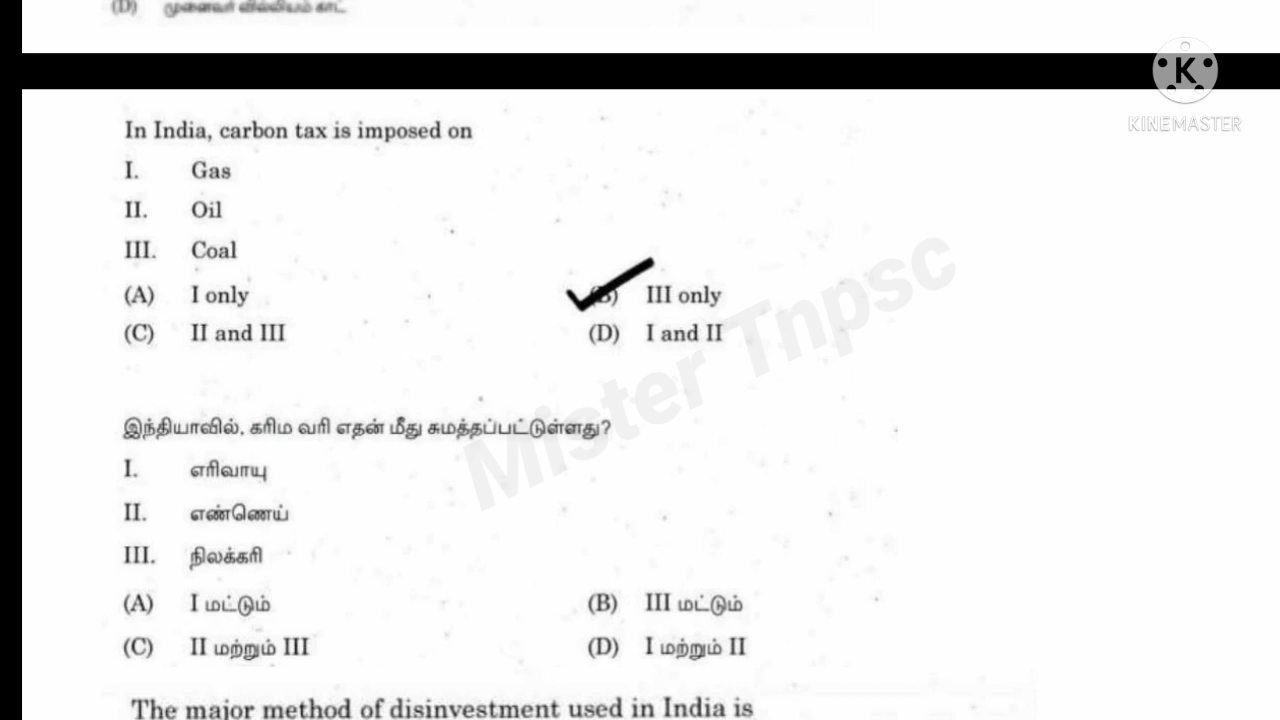 (D) முனைவர் வில்லியம் காட்
K
KINEMASTER
In India, carbon tax is imposed on
I. Gas
II. Oil
III. Coal
(A) I only (B) III only
(C) II and III (D) I and II
Mister Tnpsc
இந்தியாவில், கரிம வரி எதன் மீது சுமத்தப்பட்டுள்ளது?
I. எரிவாயு
II. எண்ணெய்
III. நிலக்கரி
(A) I மட்டும் (B) III மட்டும்
(C) II மற்றும் III (D) I மற்றும் II
The major method of disinvestment used in India is